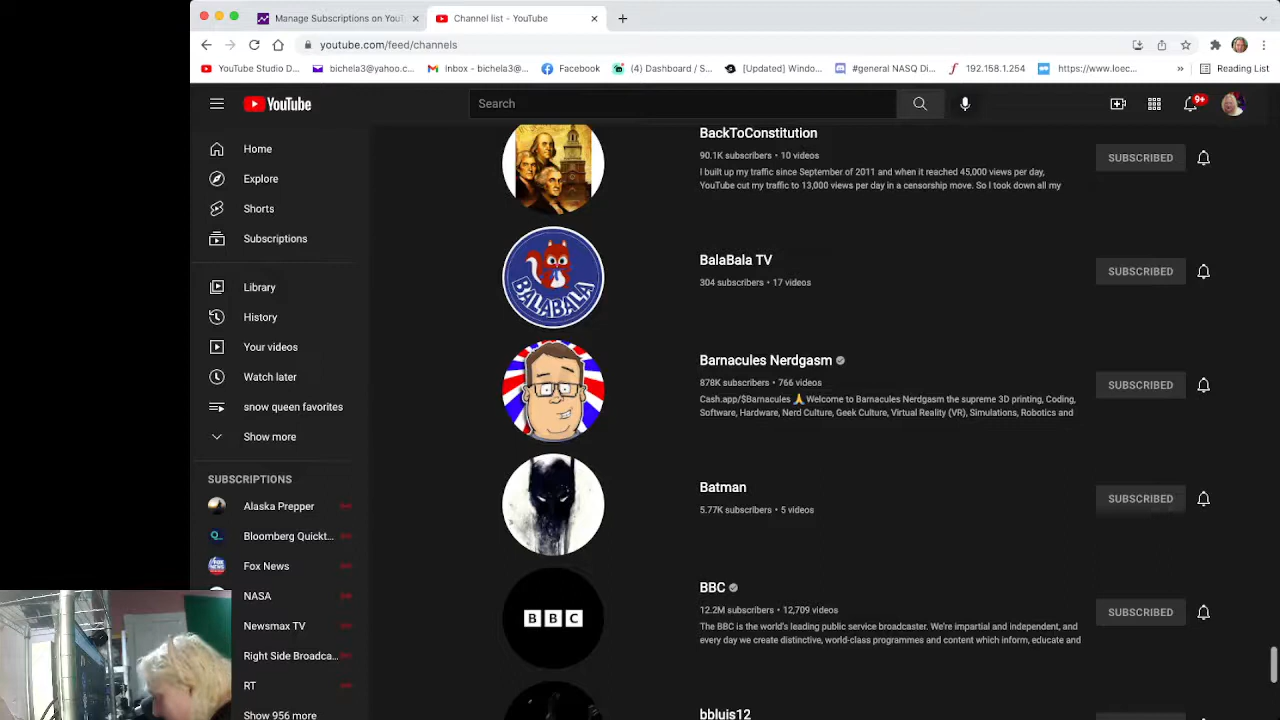 Manage Subscriptions on YouT
Channel list - YouTube
youtube.com/feed/channels
YouTube Studio D...
bichela3@yahoo.c...
Inbox - bichela3@...
Facebook
(4) Dashboard / S...
[Updated] Windo...
#general NASQ Di...
192.158.1.254
https://www.loec...
»
Reading List
YouTube
Search
9+
Home
Explore
Shorts
Subscriptions
Library
History
Your videos
Watch later
snow queen favorites
Show more
SUBSCRIPTIONS
Alaska Prepper
Bloomberg Quickt...
Fox News
NASA
Newsmax TV
Right Side Broadca...
RT
Show 956 more
BackToConstitution
90.1K subscribers • 10 videos
I built up my traffic since September of 2011 and when it reached 45,000 views per day,
YouTube cut my traffic to 13,000 views per day in a censorship move. So I took down all my
SUBSCRIBED
BALABALA
BalaBala TV
304 subscribers • 17 videos
SUBSCRIBED
Barnacules Nerdgasm
878K subscribers • 766 videos
Cash.app/$Barnacules 🙏 Welcome to Barnacules Nerdgasm the supreme 3D printing, Coding,
Software, Hardware, Nerd Culture, Geek Culture, Virtual Reality (VR), Simulations, Robotics and
SUBSCRIBED
Batman
5.77K subscribers • 5 videos
SUBSCRIBED
BBC
BBC
12.2M subscribers • 12,709 videos
The BBC is the world's leading public service broadcaster. We're impartial and independent, and
every day we create distinctive, world-class programmes and content which inform, educate and
SUBSCRIBED
bbluis12